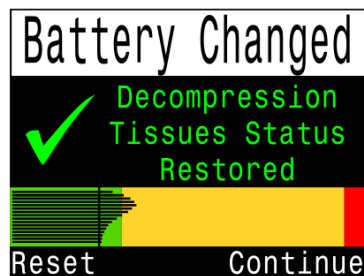 Battery Changed
Decompression
Tissues Status
Restored
Reset Continue